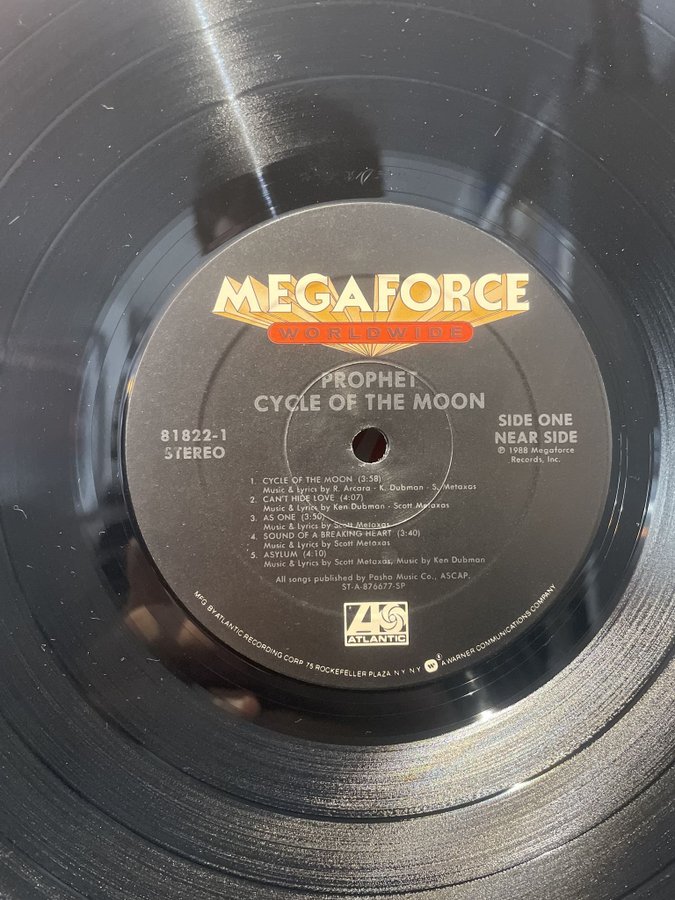 MEGAFORCE
WORLDWIDE
PROPHET
CYCLE OF THE MOON
81822-1
STEREO
SIDE ONE
NEAR SIDE
℗ 1988 Megaforce
Records, Inc.
1. CYCLE OF THE MOON (3:58)
Music & Lyrics by R. Arcara - K. Dubman - S. Metaxas
2. CAN'T HIDE LOVE (4:07)
Music & Lyrics by Ken Dubman - Scott Metaxas
3. AS ONE (3:50)
Music & Lyrics by Scott Metaxas
4. SOUND OF A BREAKING HEART (3:40)
Music & Lyrics by Scott Metaxas
5. ASYLUM (4:10)
Music & Lyrics by Scott Metaxas, Music by Ken Dubman
All songs published by Pasha Music Co., ASCAP.
ST-A-876677-SP
ATLANTIC
MFG. BY ATLANTIC RECORDING CORP. 75 ROCKEFELLER PLAZA N.Y. N.Y. W ® A WARNER COMMUNICATIONS COMPANY